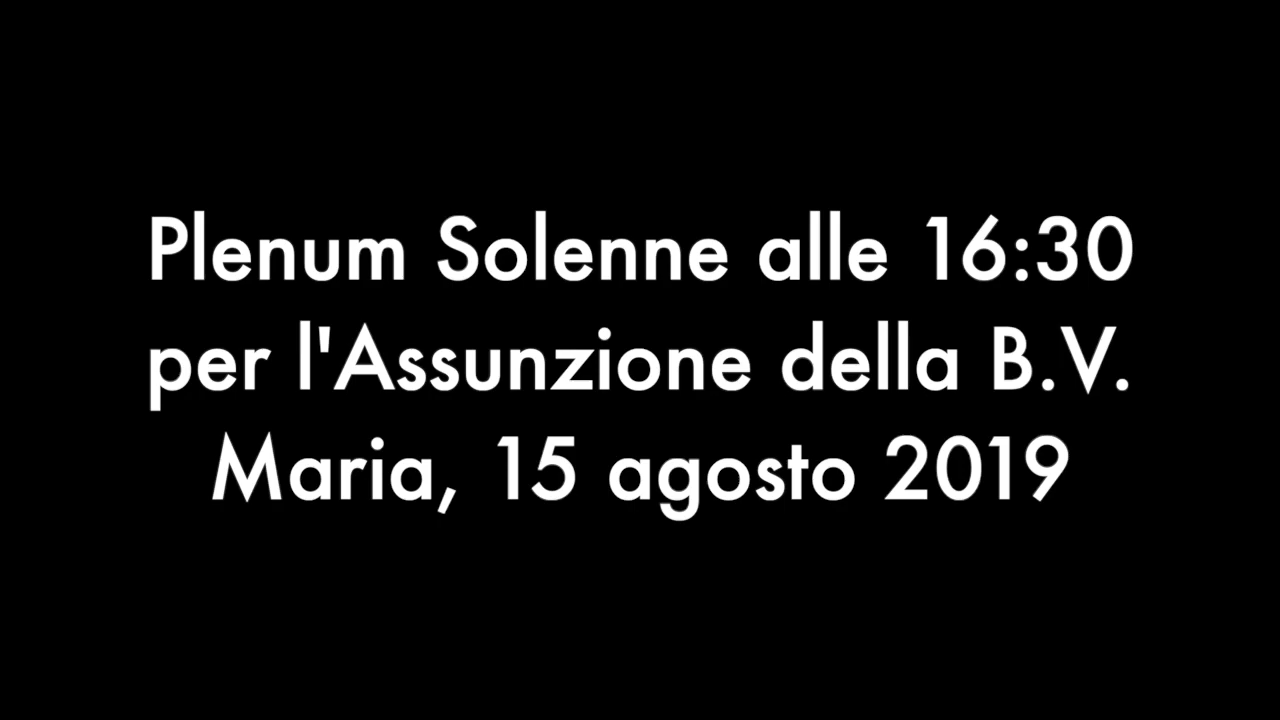 Plenum Solenne alle 16:30
per l'Assunzione della B.V.
Maria, 15 agosto 2019